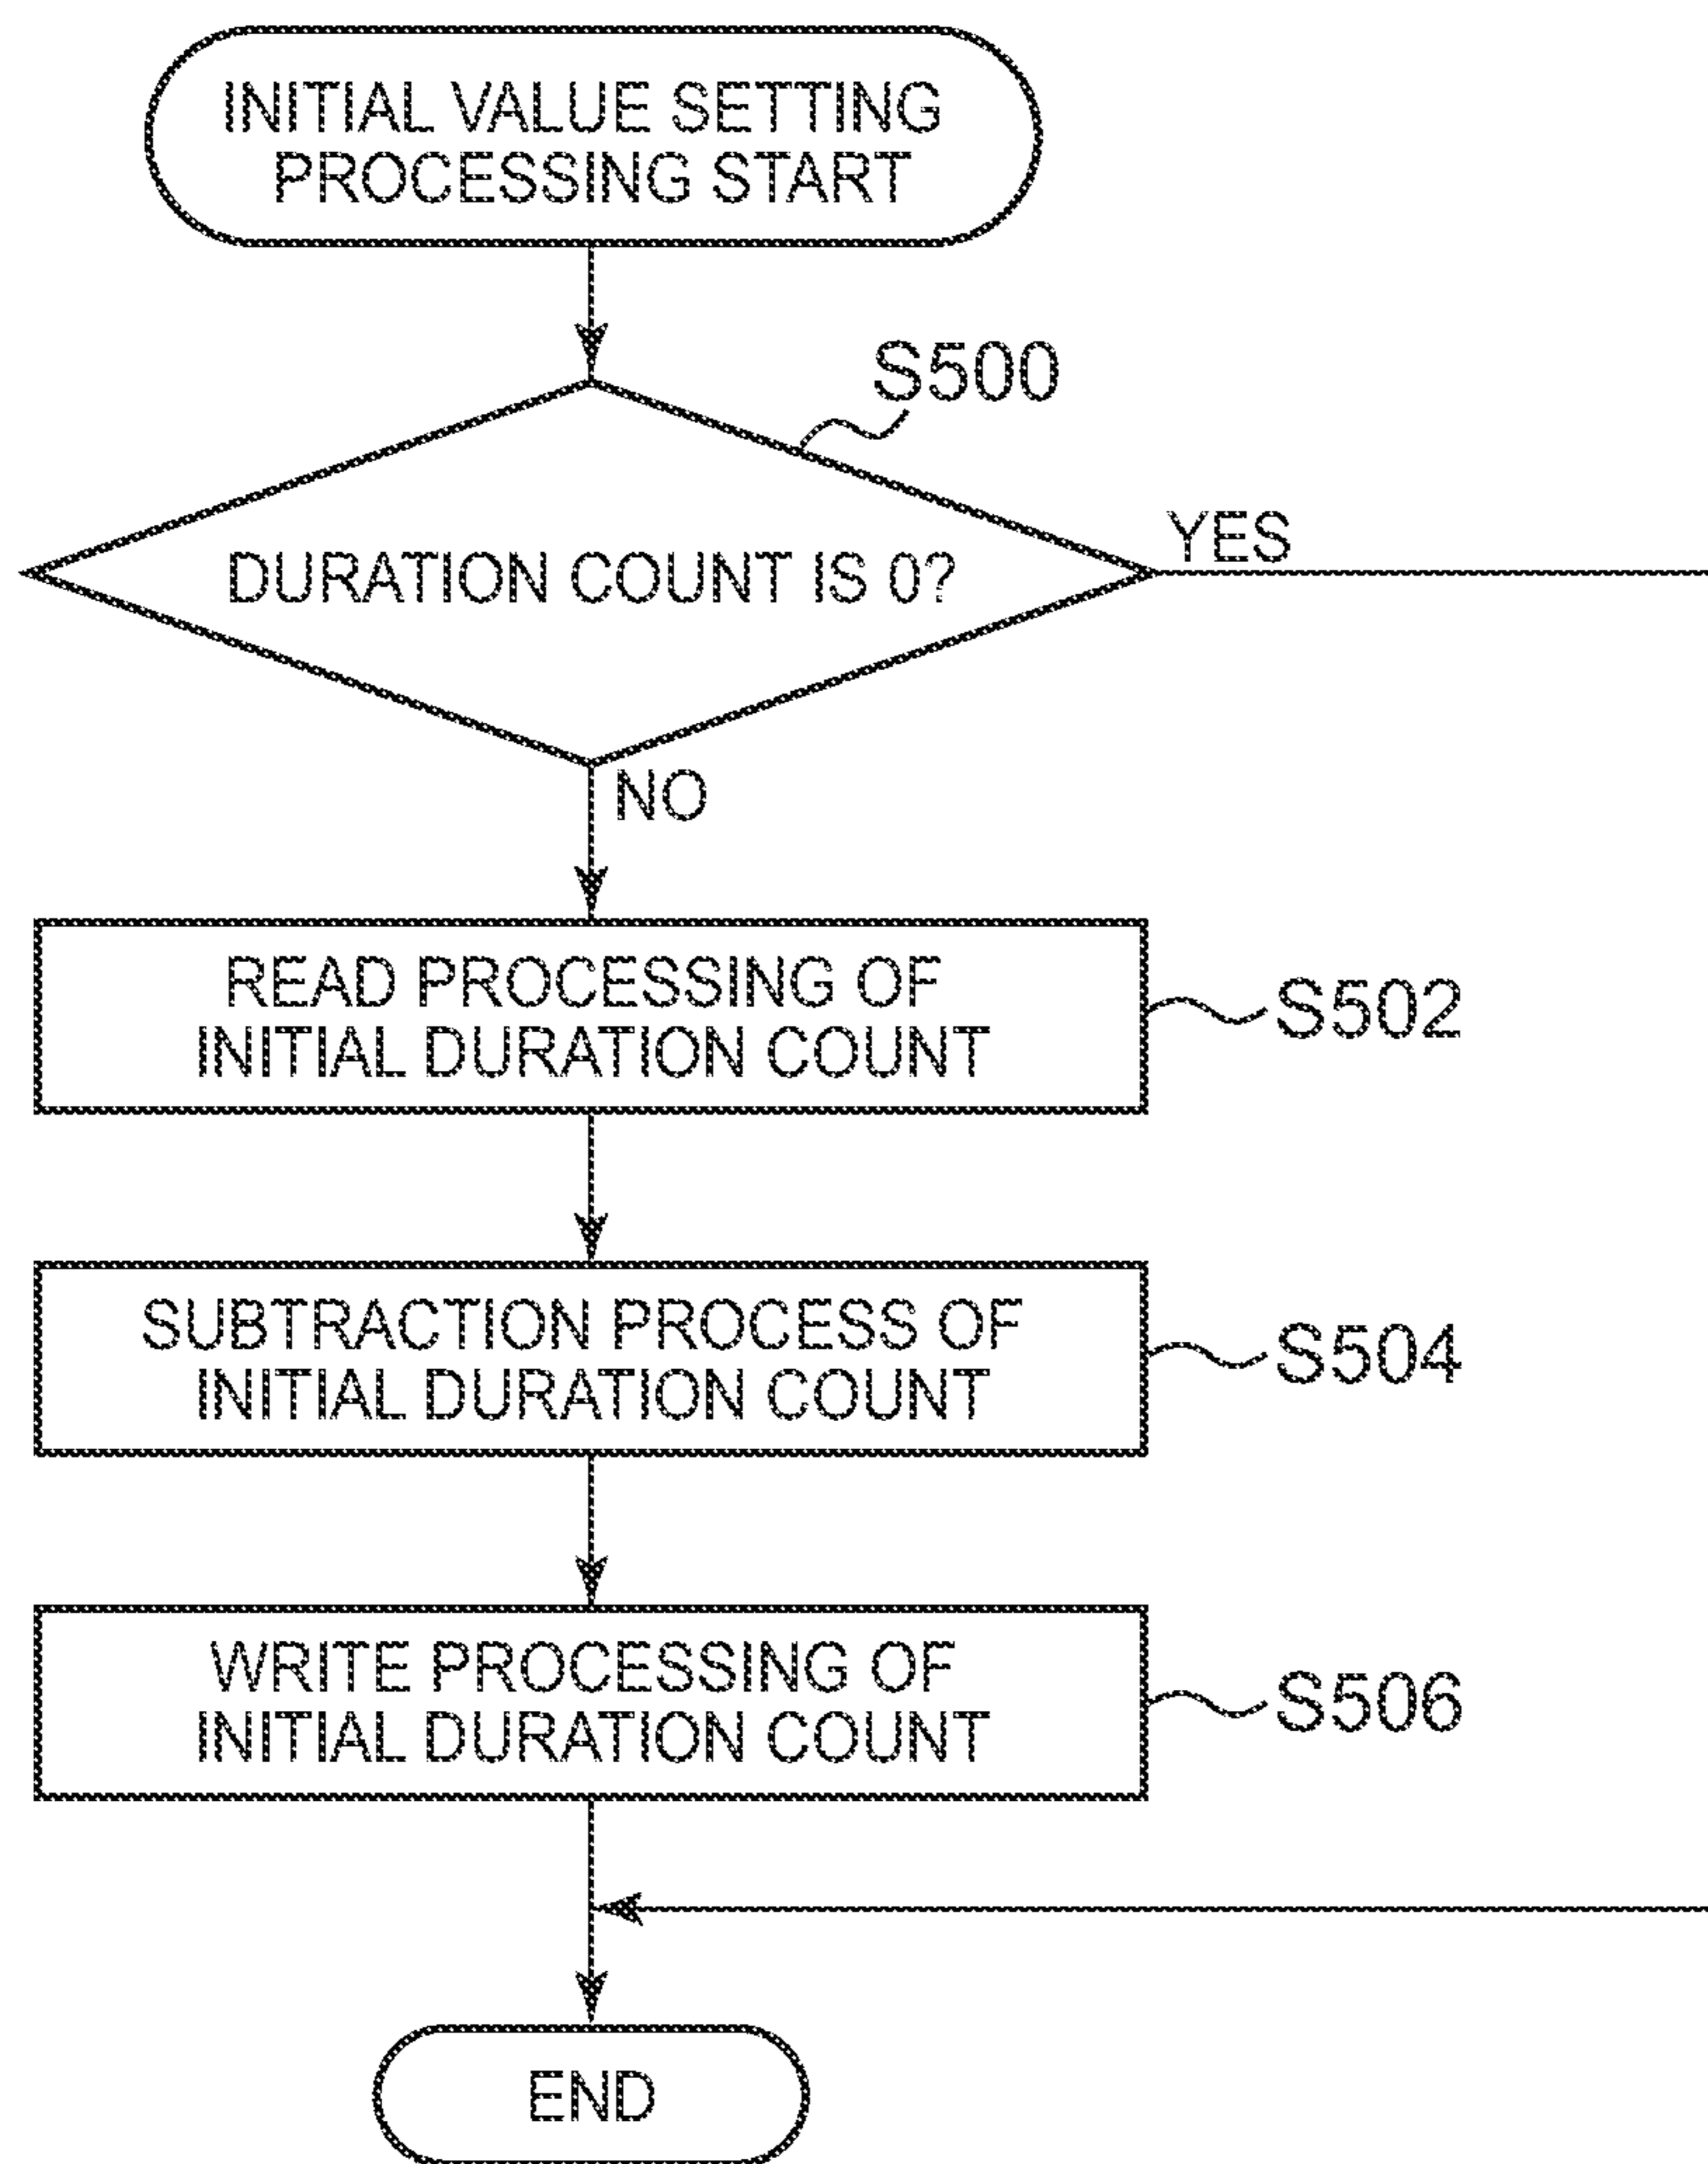 INITIAL VALUE SETTING
PROCESSING START
S500
DURATION COUNT IS 0?
YES
NO
READ PROCESSING OF
INITIAL DURATION COUNT
S502
SUBTRACTION PROCESS OF
INITIAL DURATION COUNT
S504
WRITE PROCESSING OF
INITIAL DURATION COUNT
S506
END